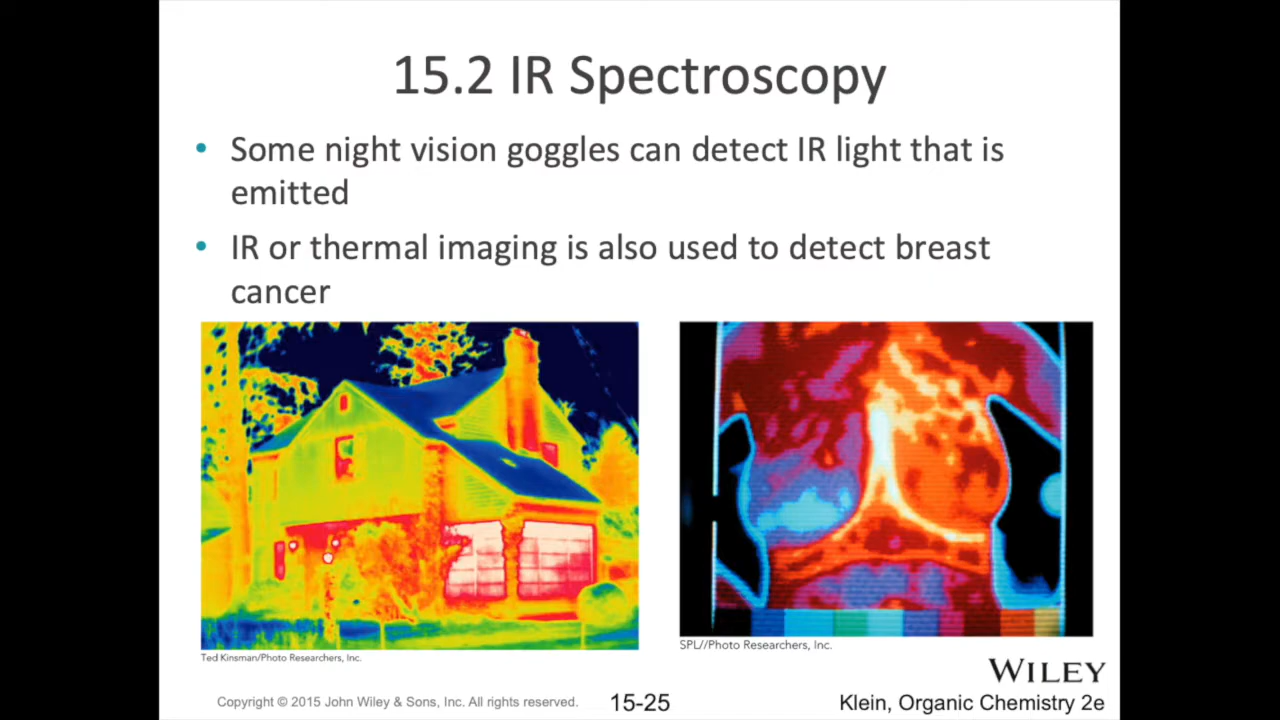 15.2 IR Spectroscopy
• Some night vision goggles can detect IR light that is
emitted
• IR or thermal imaging is also used to detect breast
cancer
Ted Kinsman/Photo Researchers, Inc.
SPL//Photo Researchers, Inc.
WILEY
Copyright © 2015 John Wiley & Sons, Inc. All rights reserved.
15-25
Klein, Organic Chemistry 2e